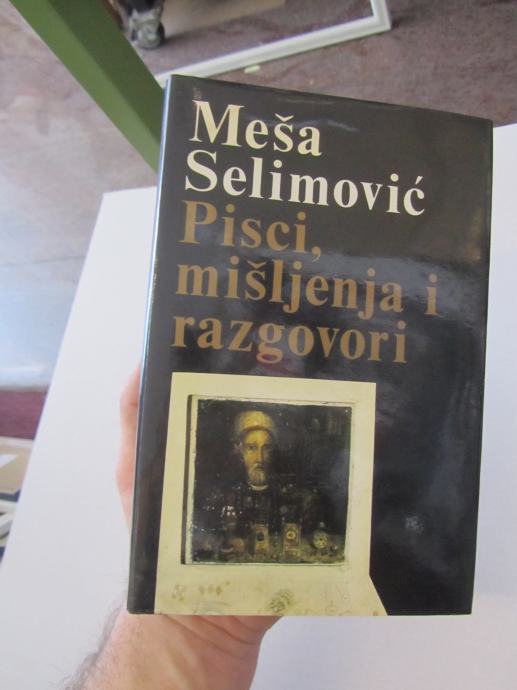 Meša
Selimović
Pisci,
mišljenja i
razgovori